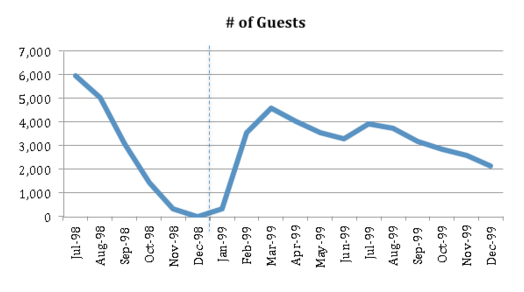 # of Guests
7,000
6,000
5,000
4,000
3,000
2,000
1,000
0
Jul-98
Aug-98
Sep-98
Oct-98
Nov-98
Dec-98
Jan-99
Feb-99
Mar-99
Apr-99
May-99
Jun-99
Jul-99
Aug-99
Sep-99
Oct-99
Nov-99
Dec-99